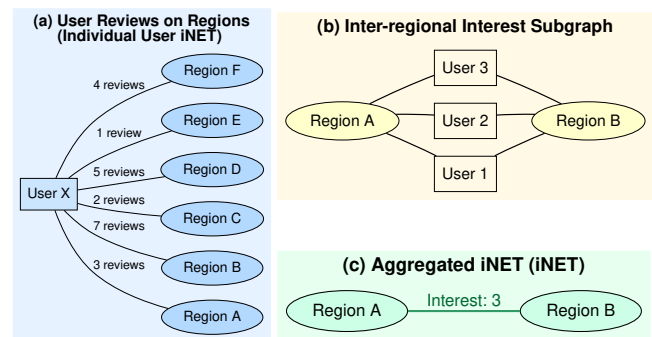 (a) User Reviews on Regions
(Individual User iNET)
Region F
4 reviews
Region E
1 review
Region D
5 reviews
User X
2 reviews
Region C
7 reviews
Region B
3 reviews
Region A
(b) Inter-regional Interest Subgraph
User 3
Region A
User 2
Region B
User 1
(c) Aggregated iNET (iNET)
Region A
Interest: 3
Region B